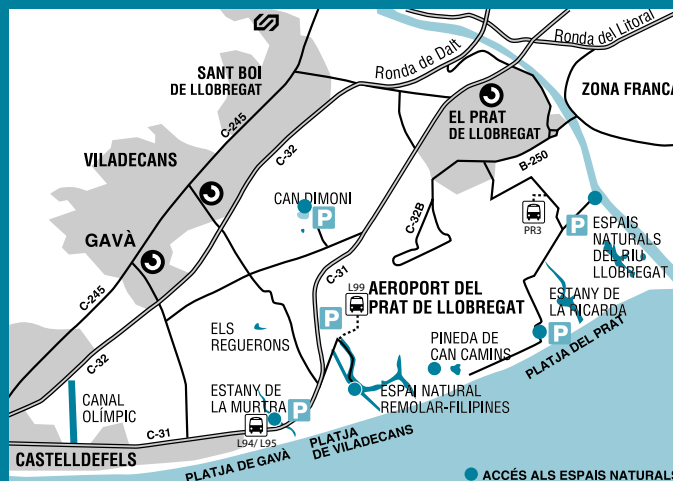 Ronda del Litoral
Ronda de Dalt
SANT BOI
DE LLOBREGAT
ZONA FRANCA
EL PRAT
DE LLOBREGAT
C-245
VILADECANS
C-32
B-250
CAN DIMONI
P
C-32B
PR3
P
ESPAIS
NATURALS
DEL RIU
LLOBREGAT
GAVÀ
C-31
L99
AEROPORT DEL
PRAT DE LLOBREGAT
C-245
ESTANY DE
LA RICARDA
P
P
ELS
REGUERONS
PINEDA DE
CAN CAMINS
PLATJA DEL PRAT
C-32
CANAL
OLÍMPIC
ESTANY DE
LA MURTRA
P
ESPAI NATURAL
REMOLAR-FILIPINES
C-31
L94/ L95
PLATJA
DE VILADECANS
CASTELLDEFELS
PLATJA DE GAVÀ
ACCÉS ALS ESPAIS NATURALS